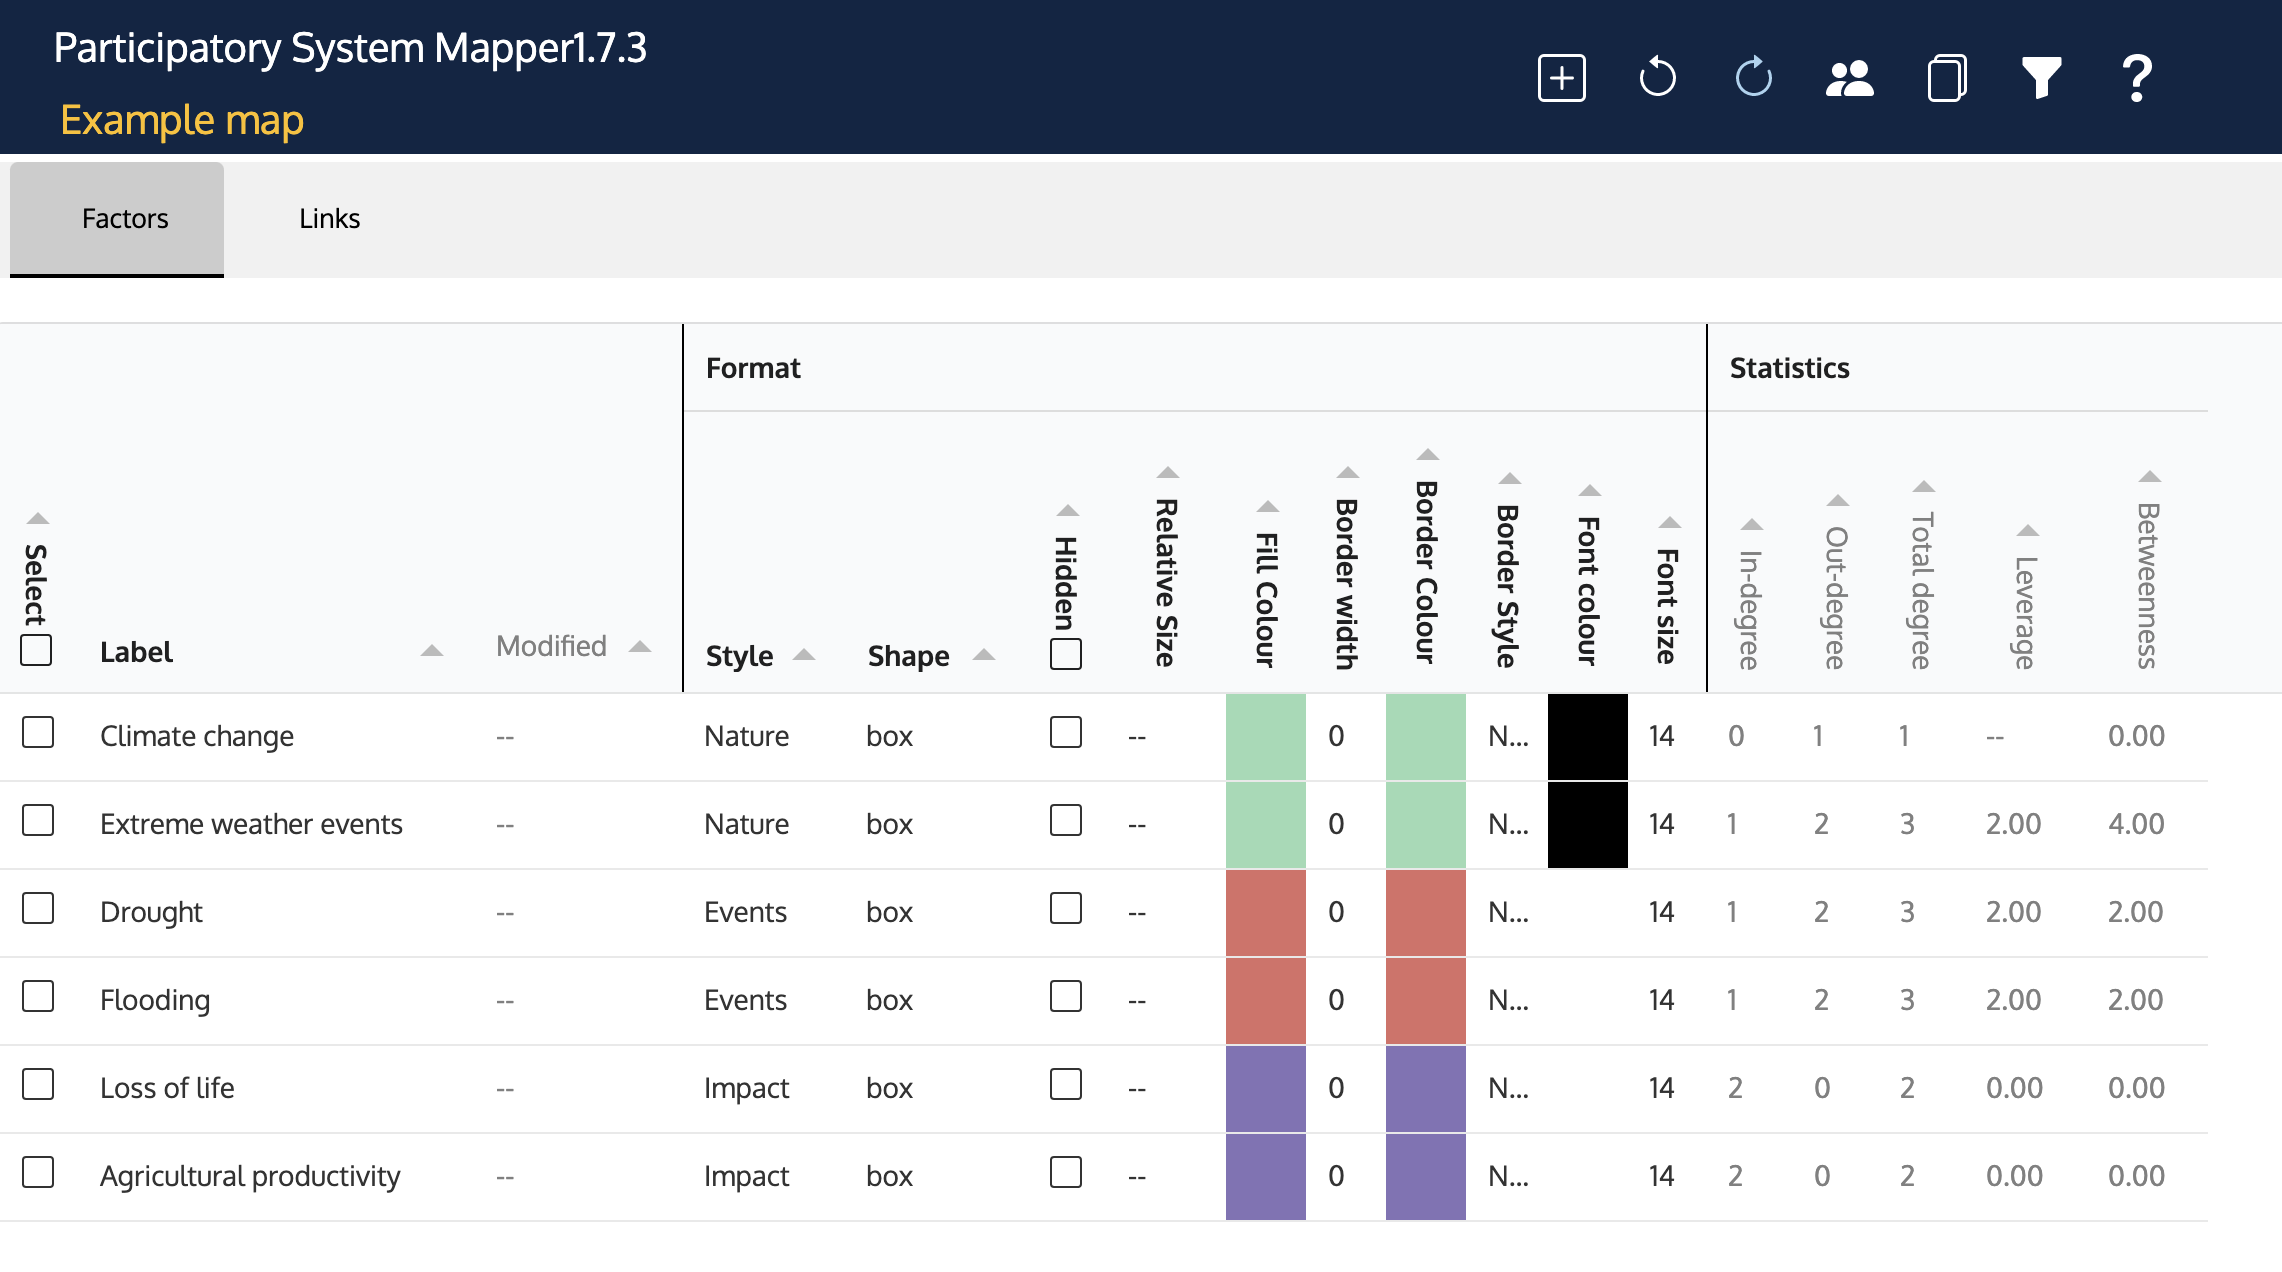 Participatory System Mapper1.7.3
Example map
?
Factors Links
Format Statistics
Select Label Modified Style Shape Hidden Relative Size Fill Colour Border width Border Colour Border Style Font colour Font size In-degree Out-degree Total degree Leverage Betweenness
Climate change -- Nature box -- 0 N... 14 0 1 1 -- 0.00
Extreme weather events -- Nature box -- 0 N... 14 1 2 3 2.00 4.00
Drought -- Events box -- 0 N... 14 1 2 3 2.00 2.00
Flooding -- Events box -- 0 N... 14 1 2 3 2.00 2.00
Loss of life -- Impact box -- 0 N... 14 2 0 2 0.00 0.00
Agricultural productivity -- Impact box -- 0 N... 14 2 0 2 0.00 0.00